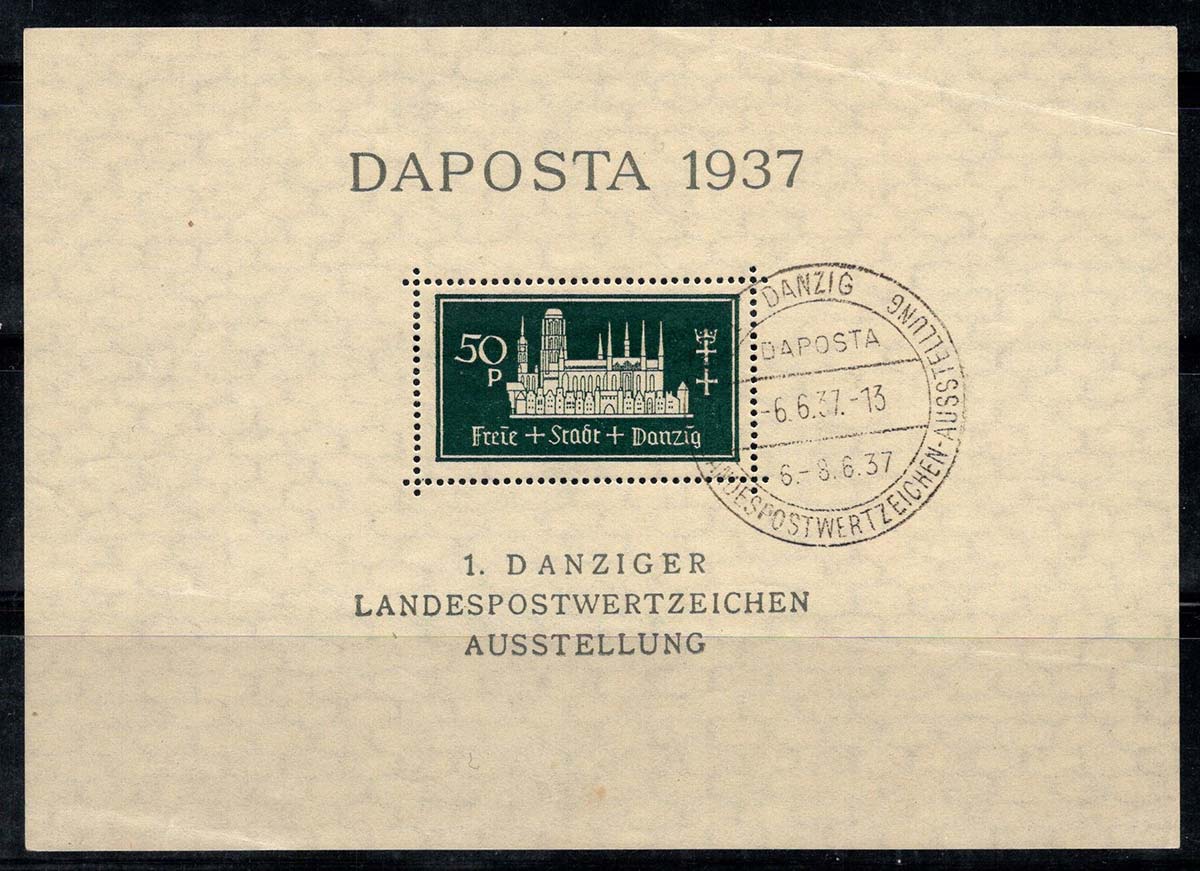 DAPOSTA 1937
50
P
Freie + Stadt + Danzig
DANZIG
DAPOSTA
-6.6.37.-13
6.-8.6.37
LANDESPOSTWERTZEICHEN-AUSSTELLUNG
1. DANZIGER
LANDESPOSTWERTZEICHEN
AUSSTELLUNG